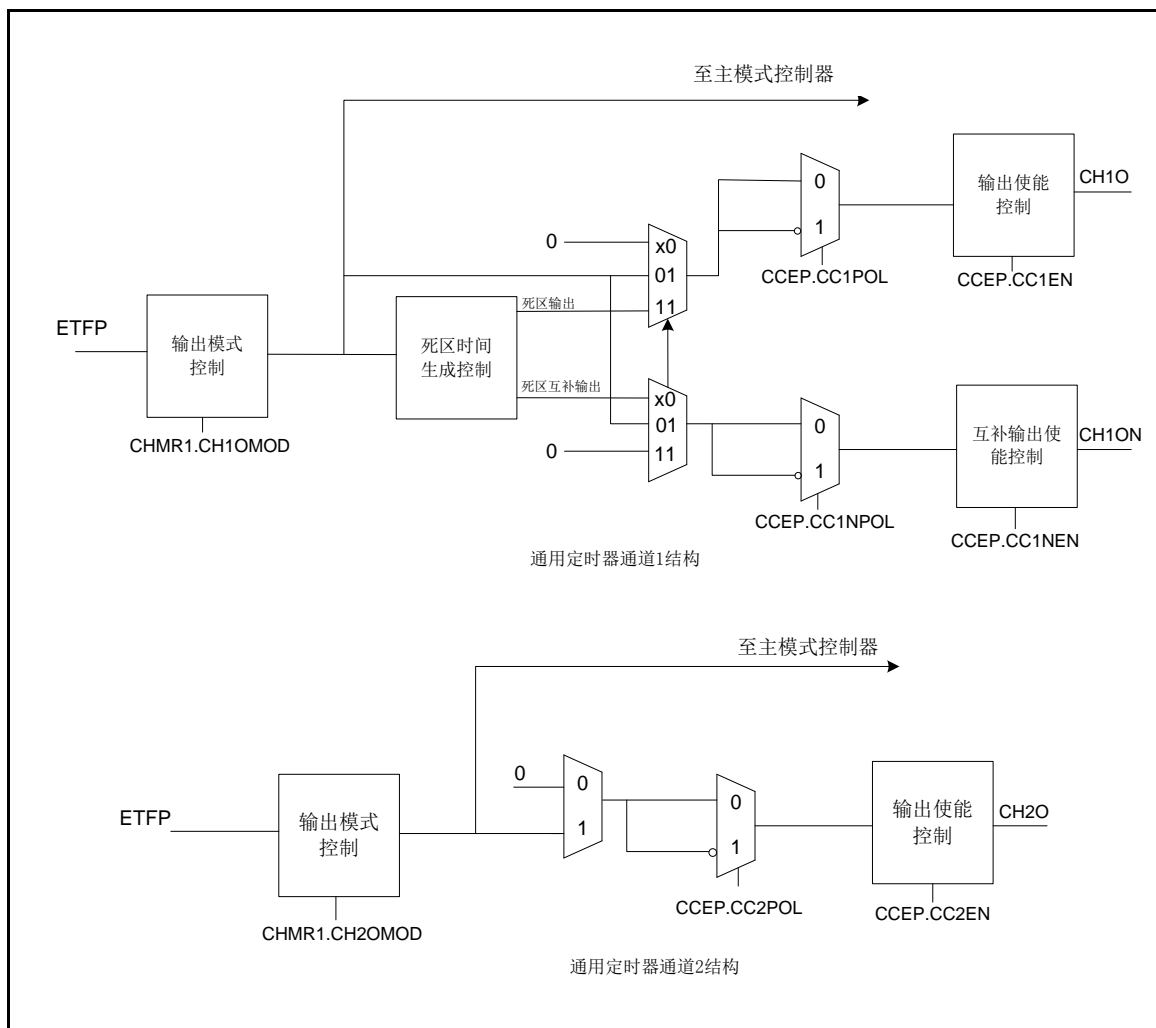 至主模式控制器
0
x0
01
11
0
1
CCEP.CC1POL
输出使能
控制
CH1O
CCEP.CC1EN
ETFP
输出模式
控制
CHMR1.CH1OMOD
死区时间
生成控制
死区输出
死区互补输出
x0
01
11
0
0
1
CCEP.CC1NPOL
互补输出使
能控制
CH1ON
CCEP.CC1NEN
通用定时器通道1结构
至主模式控制器
ETFP
输出模式
控制
CHMR1.CH2OMOD
0
0
1
0
1
CCEP.CC2POL
输出使能
控制
CH2O
CCEP.CC2EN
通用定时器通道2结构